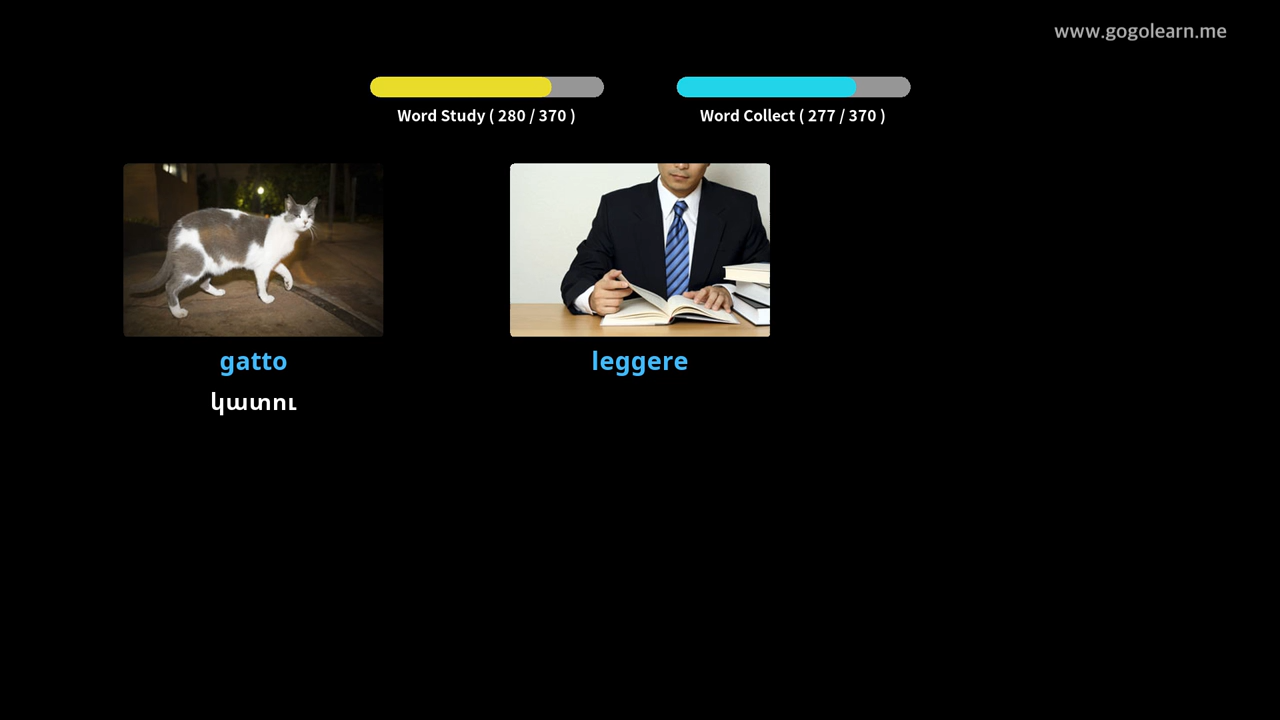 www.gogolearn.me
Word Study ( 280 / 370 )
Word Collect ( 277 / 370 )
gatto
leggere
կատու